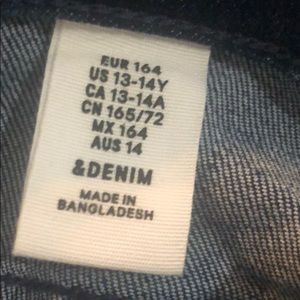 EUR 164
US 13-14Y
CA 13-14A
CN 165/72
MX 164
AUS 14
&DENIM
MADE IN
BANGLADESH